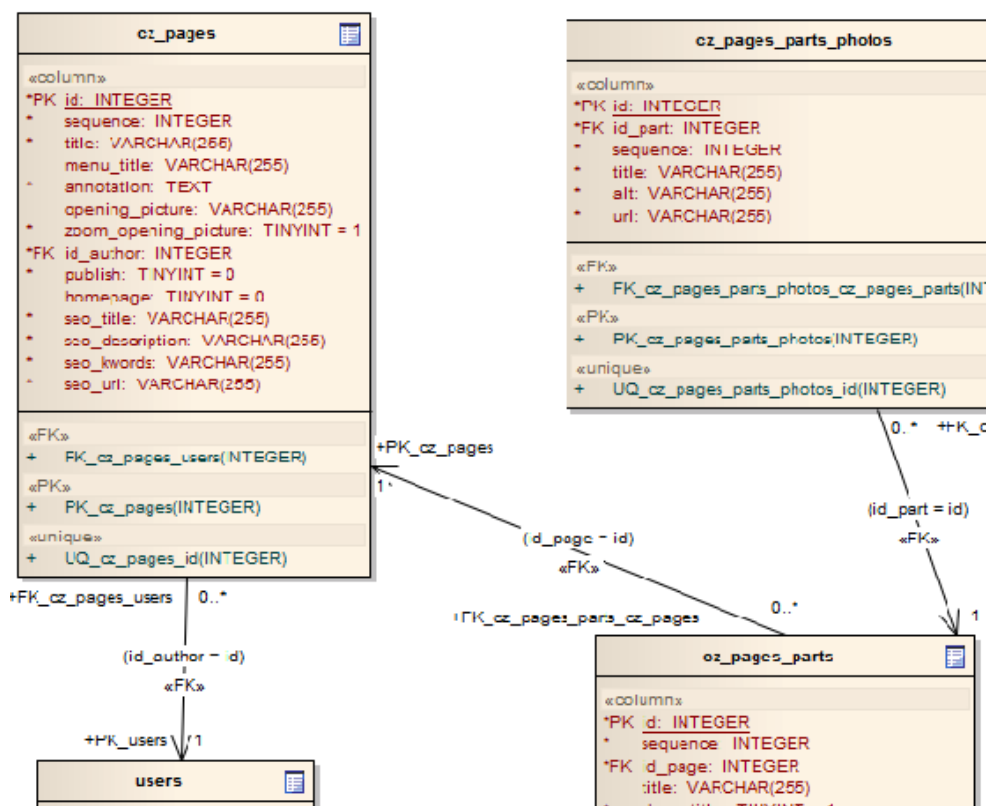 cz_pages
«column»
*PK id: INTEGER
* sequence: INTEGER
* title: VARCHAR(255)
menu_title: VARCHAR(255)
* annotation: TEXT
opening_picture: VARCHAR(255)
* zoom_opening_picture: TINYINT = 1
*FK id_author: INTEGER
* publish: TINYINT = 0
homepage: TINYINT = 0
* seo_title: VARCHAR(255)
* seo_description: VARCHAR(255)
* seo_kwords: VARCHAR(255)
* seo_url: VARCHAR(255)
«FK»
+ FK_cz_pages_users(INTEGER)
«PK»
+ PK_cz_pages(INTEGER)
«unique»
+ UQ_cz_pages_id(INTEGER)
cz_pages_parts_photos
«column»
*PK id: INTEGER
*FK id_part: INTEGER
* sequence: INTEGER
* title: VARCHAR(255)
* alt: VARCHAR(255)
* url: VARCHAR(255)
«FK»
+ FK_cz_pages_parts_photos_cz_pages_parts(INT
«PK»
+ PK_cz_pages_parts_photos(INTEGER)
«unique»
+ UQ_cz_pages_parts_photos_id(INTEGER)
+PK_cz_pages
1
(id_page = id)
«FK»
+FK_cz_pages_parts_cz_pages
0..*
0..*
(id_part = id)
«FK»
1
+FK_cz_pages_users
0..*
(id_author = id)
«FK»
+PK_users
1
users
cz_pages_parts
«column»
*PK id: INTEGER
* sequence: INTEGER
*FK id_page: INTEGER
title: VARCHAR(255)